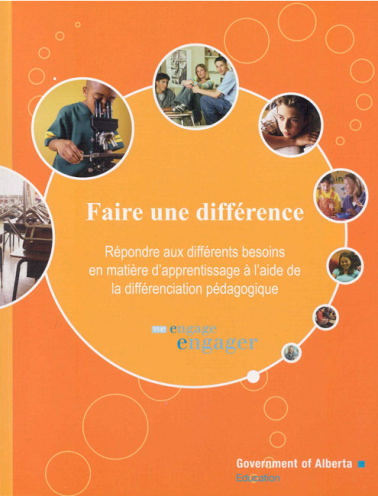 Faire une différence
Répondre aux différents besoins
en matière d'apprentissage à l'aide de
la différenciation pédagogique
engage
engager
Government of Alberta
Education